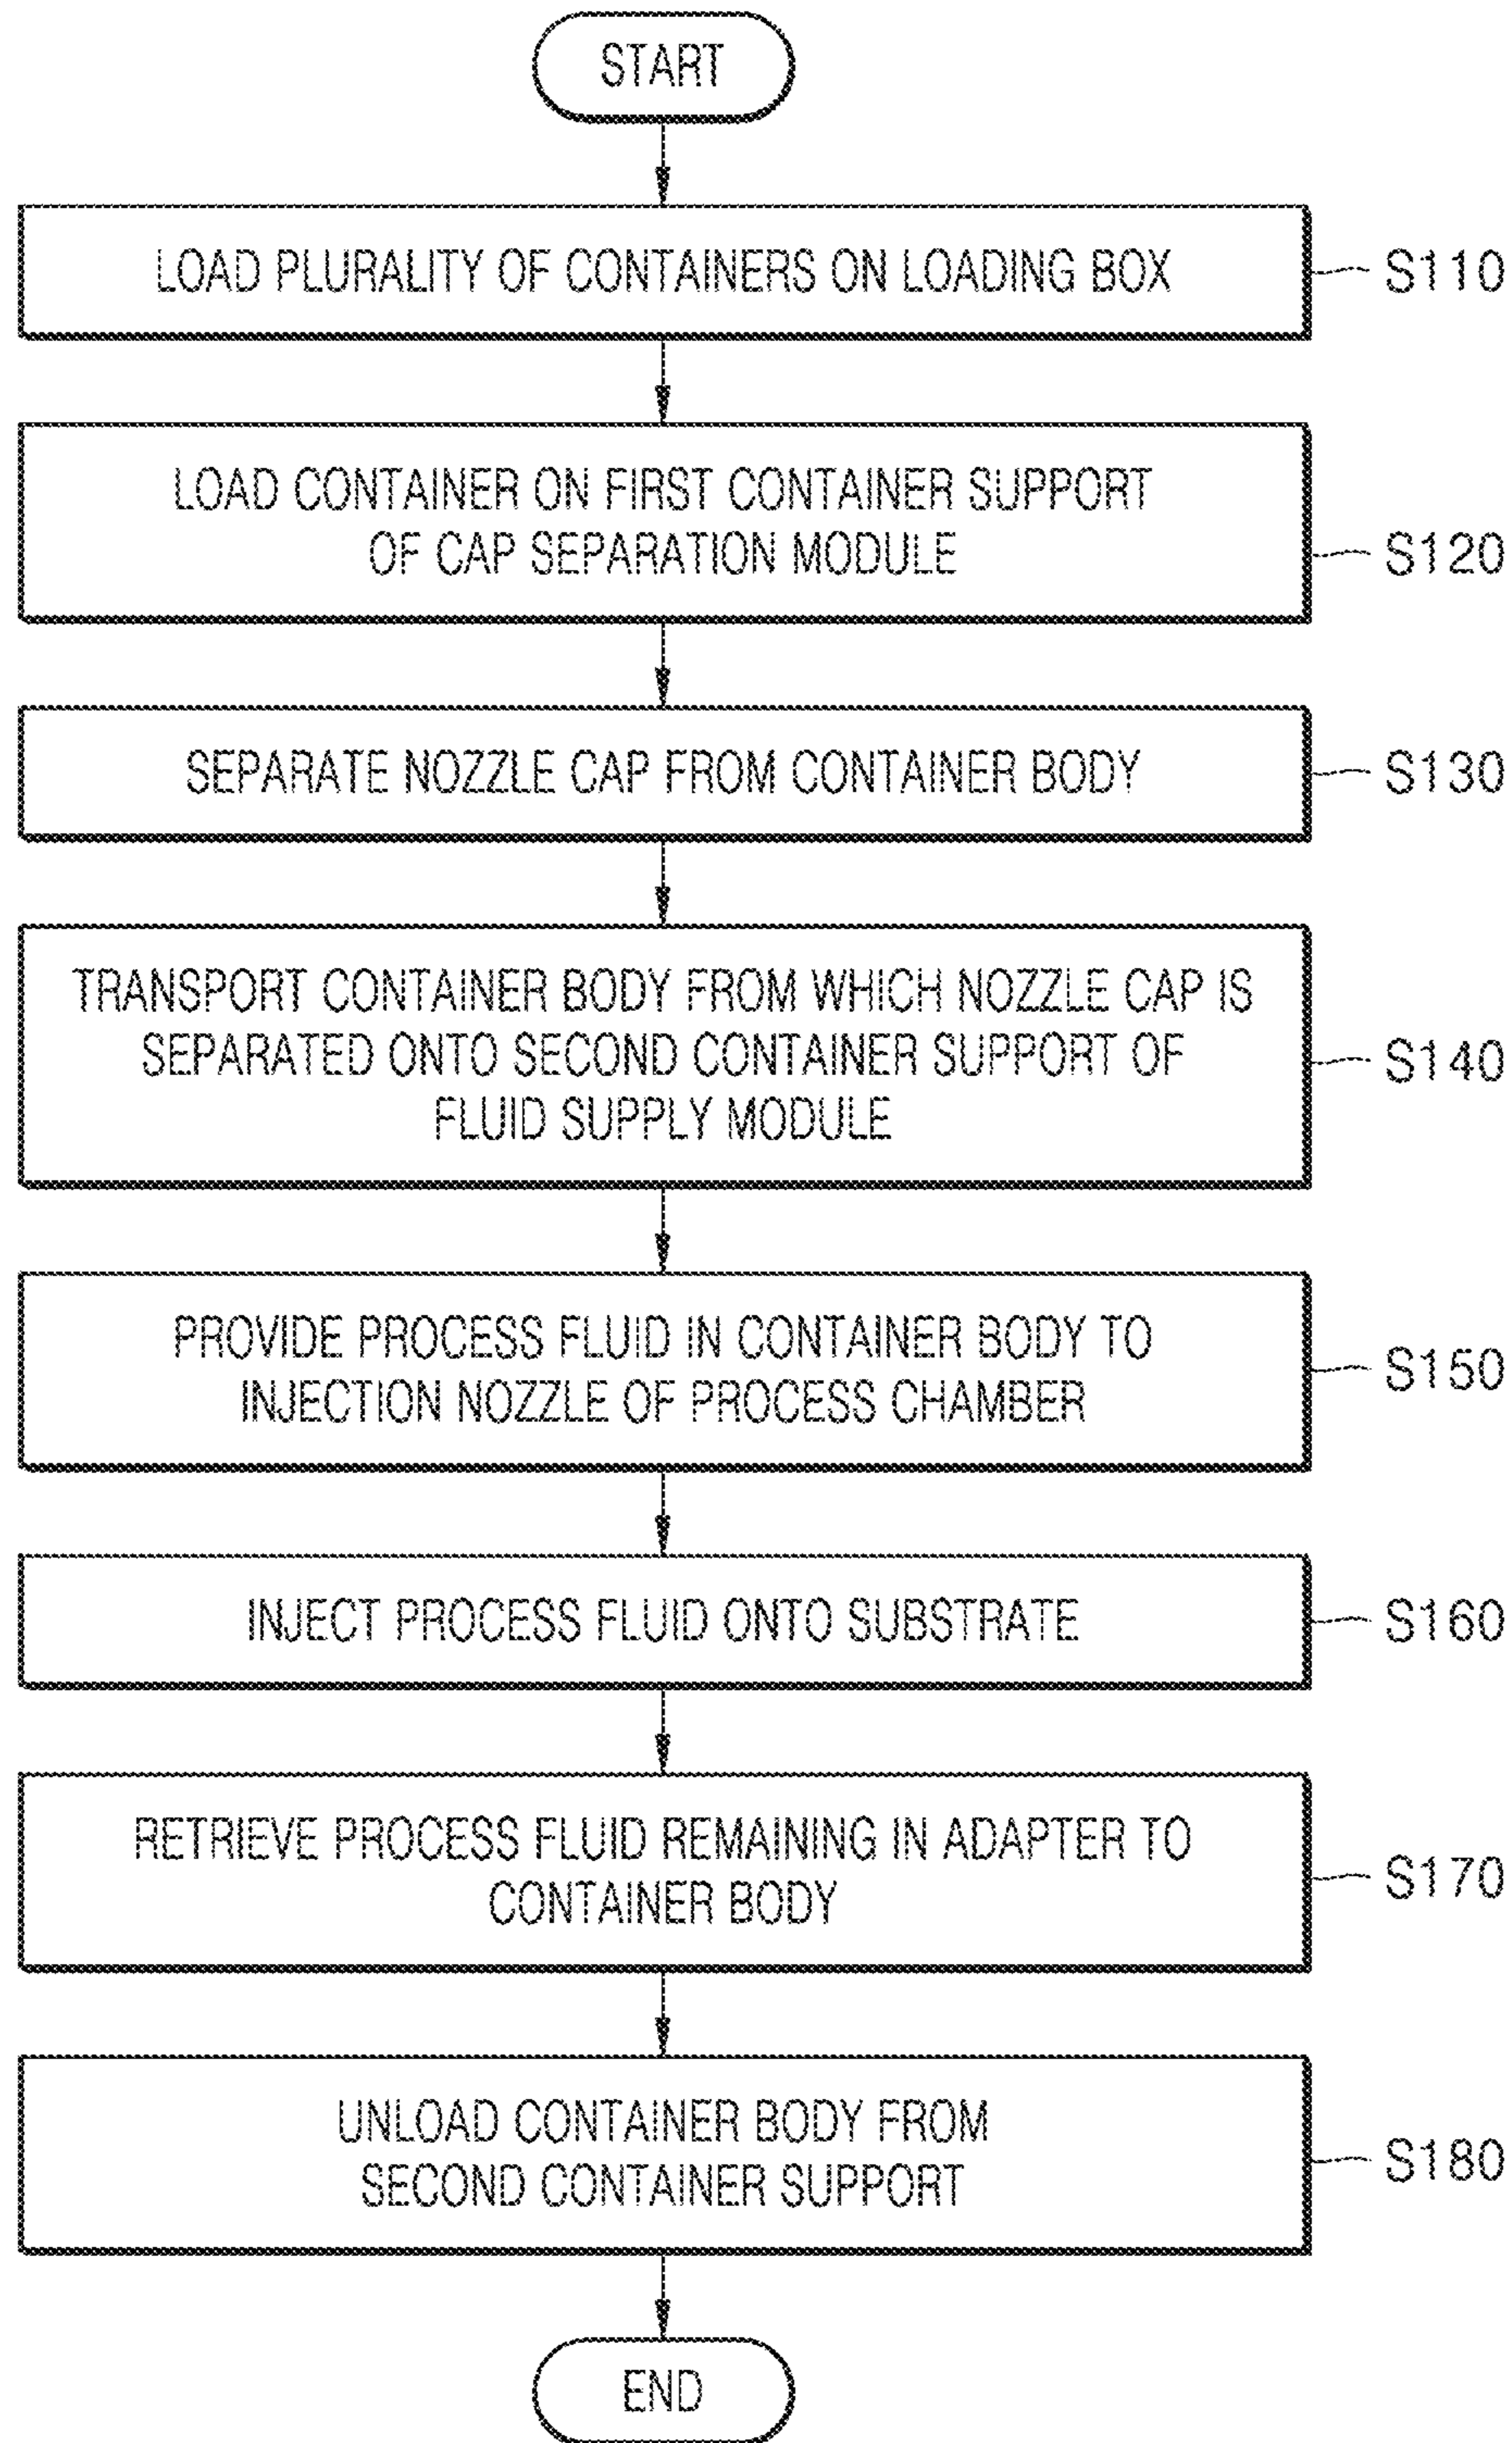 START
LOAD PLURALITY OF CONTAINERS ON LOADING BOX
S110
LOAD CONTAINER ON FIRST CONTAINER SUPPORT
OF CAP SEPARATION MODULE
S120
SEPARATE NOZZLE CAP FROM CONTAINER BODY
S130
TRANSPORT CONTAINER BODY FROM WHICH NOZZLE CAP IS
SEPARATED ONTO SECOND CONTAINER SUPPORT OF
FLUID SUPPLY MODULE
S140
PROVIDE PROCESS FLUID IN CONTAINER BODY TO
INJECTION NOZZLE OF PROCESS CHAMBER
S150
INJECT PROCESS FLUID ONTO SUBSTRATE
S160
RETRIEVE PROCESS FLUID REMAINING IN ADAPTER TO
CONTAINER BODY
S170
UNLOAD CONTAINER BODY FROM
SECOND CONTAINER SUPPORT
S180
END